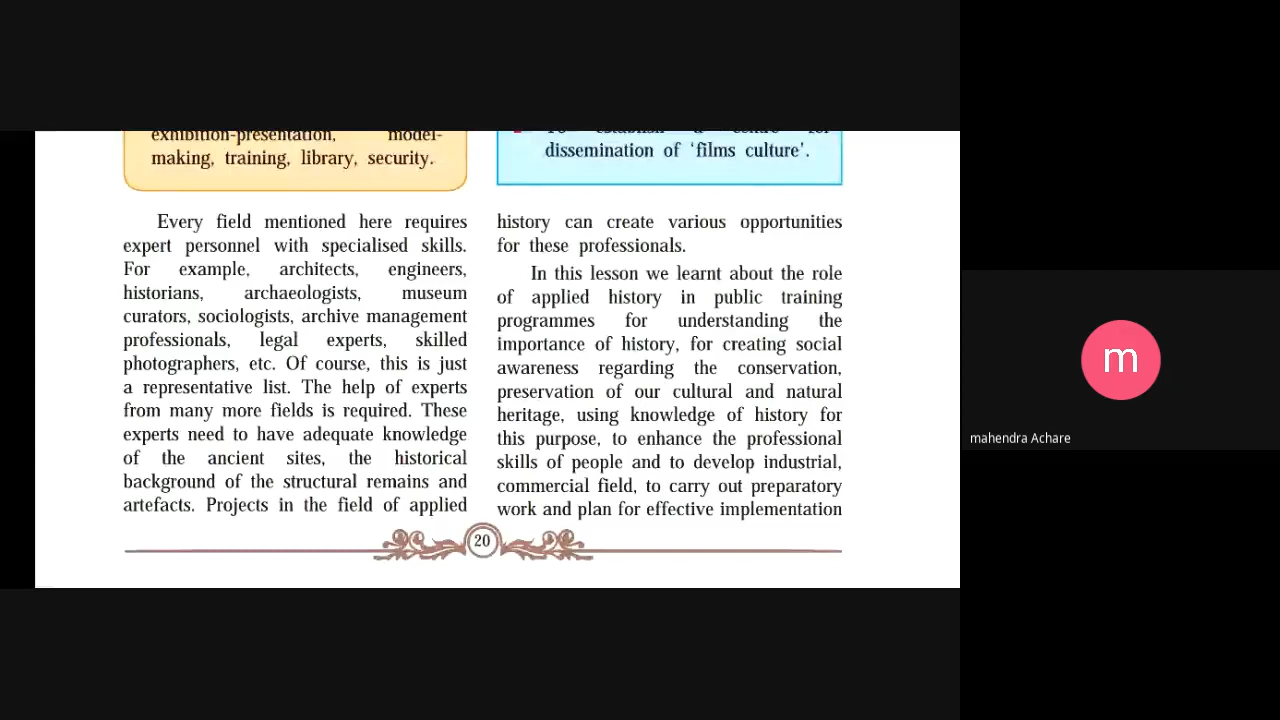 exhibition-presentation, model-
making, training, library, security.
Every field mentioned here requires
expert personnel with specialised skills.
For example, architects, engineers,
historians, archaeologists, museum
curators, sociologists, archive management
professionals, legal experts, skilled
photographers, etc. Of course, this is just
a representative list. The help of experts
from many more fields is required. These
experts need to have adequate knowledge
of the ancient sites, the historical
background of the structural remains and
artefacts. Projects in the field of applied
To establish a centre for
dissemination of ‘films culture’.
history can create various opportunities
for these professionals.
In this lesson we learnt about the role
of applied history in public training
programmes for understanding the
importance of history, for creating social
awareness regarding the conservation,
preservation of our cultural and natural
heritage, using knowledge of history for
this purpose, to enhance the professional
skills of people and to develop industrial,
commercial field, to carry out preparatory
work and plan for effective implementation
20
m
mahendra Achare